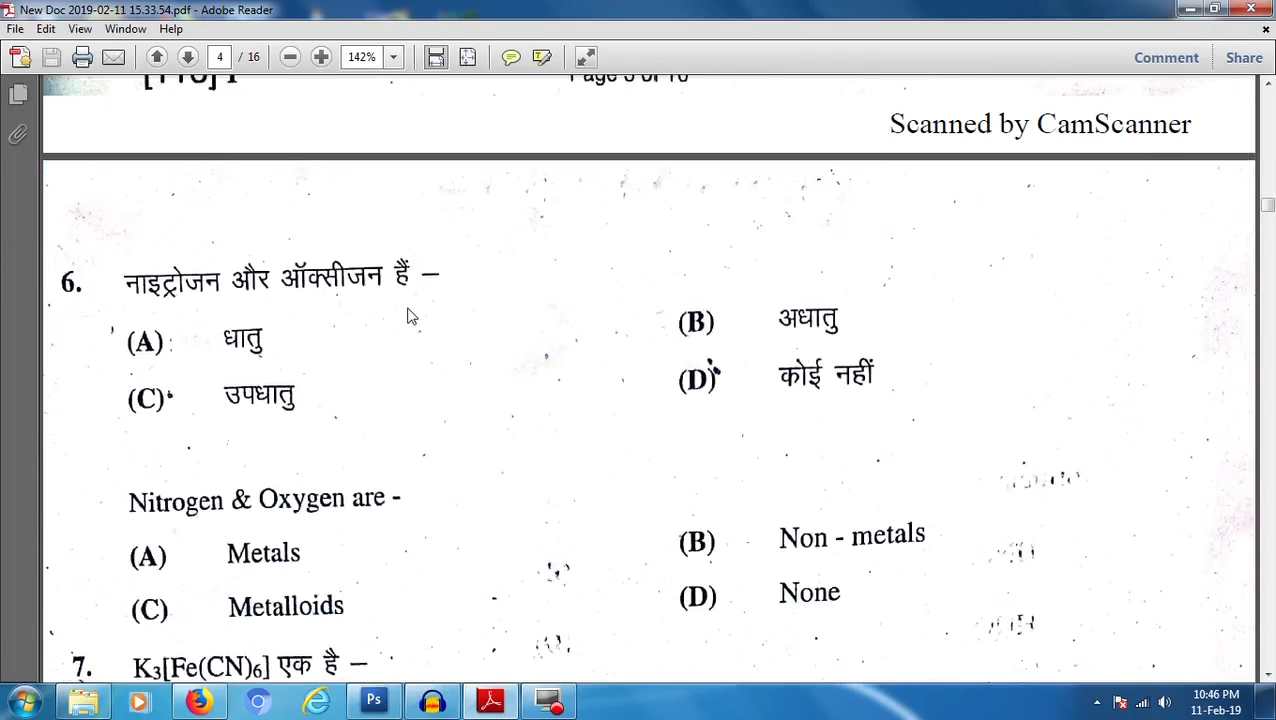 New Doc 2019-02-11 15.33.54.pdf - Adobe Reader
File Edit View Window Help
4 / 16 142% Comment Share
Scanned by CamScanner
6. नाइट्रोजन और ऑक्सीजन हैं –
(A) धातु (B) अधातु
(C) उपधातु (D) कोई नहीं
Nitrogen & Oxygen are -
(A) Metals (B) Non - metals
(C) Metalloids (D) None
7. K3[Fe(CN)6] एक है –
Ps
10:46 PM
11-Feb-19